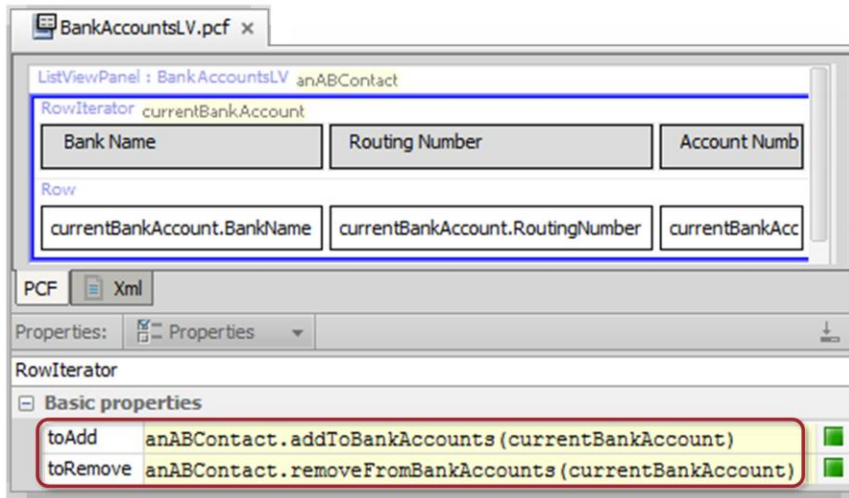 BankAccountsLV.pcf ×
ListViewPanel : BankAccountsLV anABContact
RowIterator currentBankAccount
Bank Name Routing Number Account Numb
Row
currentBankAccount.BankName currentBankAccount.RoutingNumber currentBankAcc
PCF Xml
Properties: Properties
RowIterator
Basic properties
toAdd anABContact.addToBankAccounts(currentBankAccount)
toRemove anABContact.removeFromBankAccounts(currentBankAccount)